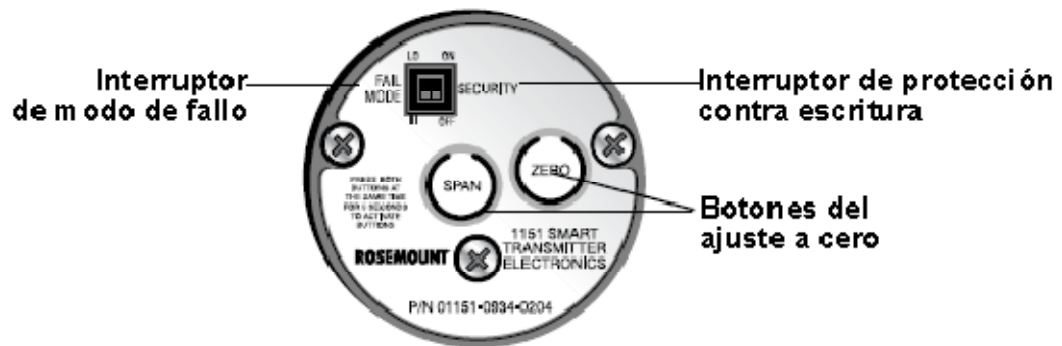 LO ON
Interruptor
de modo de fallo
FAIL
MODE
SECURITY
Interruptor de protección
contra escritura
HI OFF
SPAN
ZERO
PRESS BOTH
BUTTONS AT
THE SAME TIME
FOR 5 SECONDS
TO ACTIVATE
BUTTONS
Botones del
ajuste a cero
ROSEMOUNT
1151 SMART
TRANSMITTER
ELECTRONICS
P/N 01151-0934-0204